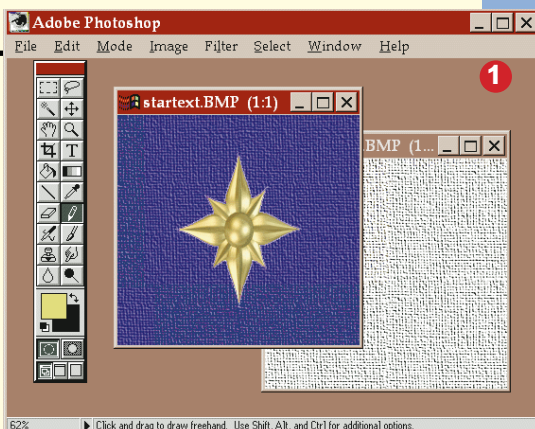 Adobe Photoshop
File Edit Mode Image Filter Select Window Help
1
startext.BMP (1:1)
BMP (1...
T
62% Click and drag to draw freehand. Use Shift, Alt, and Ctrl for additional options.